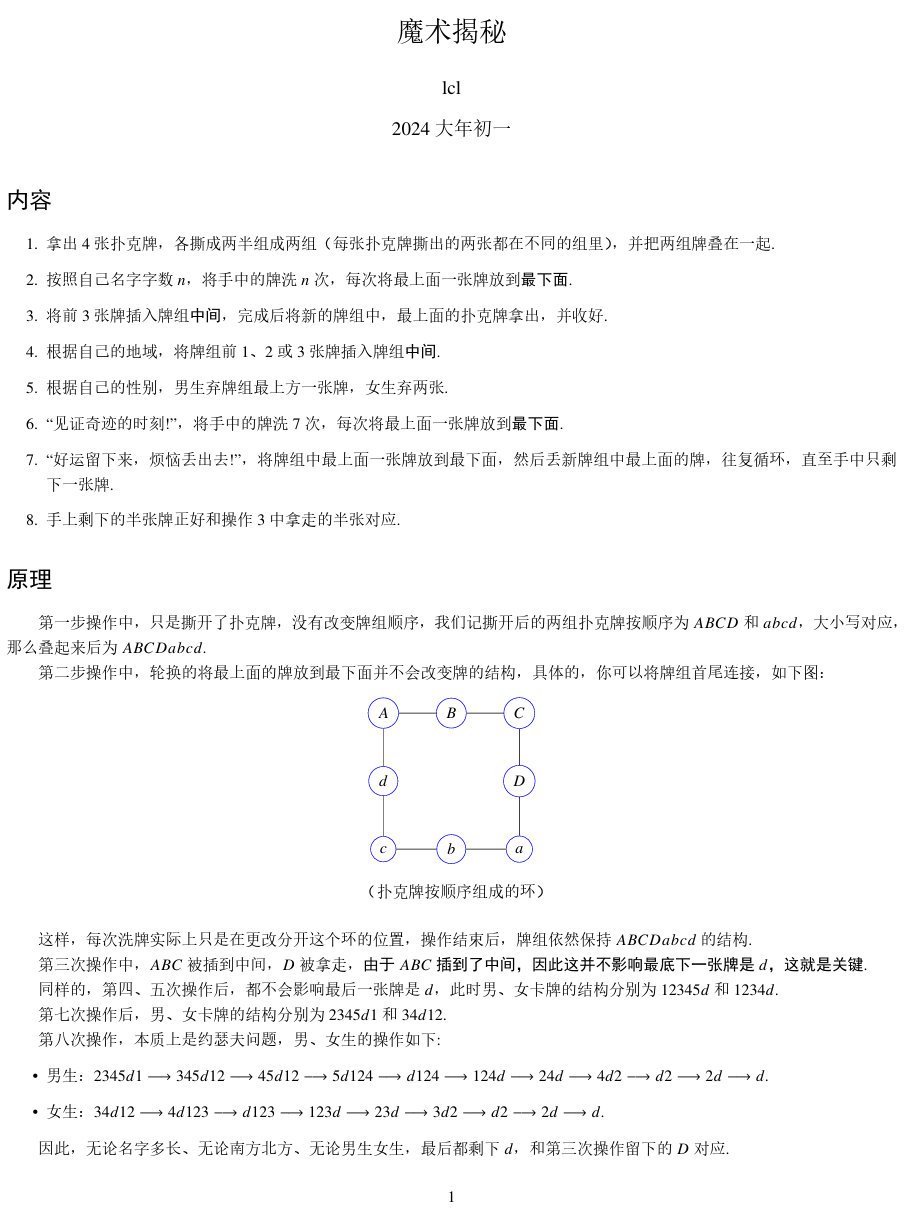 魔术揭秘
lcl
2024 大年初一
内容
1. 拿出 4 张扑克牌，各撕成两半组成两组（每张扑克牌撕出的两张都在不同的组里），并把两组牌叠在一起.
2. 按照自己名字字数 n，将手中的牌洗 n 次，每次将最上面一张牌放到最下面.
3. 将前 3 张牌插入牌组中间，完成后将新的牌组中，最上面的扑克牌拿出，并收好.
4. 根据自己的地域，将牌组前 1、2 或 3 张牌插入牌组中间.
5. 根据自己的性别，男生弃牌组最上方一张牌，女生弃两张.
6. “见证奇迹的时刻!”，将手中的牌洗 7 次，每次将最上面一张牌放到最下面.
7. “好运留下来，烦恼丢出去!”，将牌组中最上面一张牌放到最下面，然后丢新牌组中最上面的牌，往复循环，直至手中只剩
下一张牌.
8. 手上剩下的半张牌正好和操作 3 中拿走的半张对应.
原理
第一步操作中，只是撕开了扑克牌，没有改变牌组顺序，我们记撕开后的两组扑克牌按顺序为 ABCD 和 abcd，大小写对应，
那么叠起来后为 ABCDabcd.
第二步操作中，轮换的将最上面的牌放到最下面并不会改变牌的结构，具体的，你可以将牌组首尾连接，如下图：
A B C
d D
c b a
（扑克牌按顺序组成的环）
这样，每次洗牌实际上只是在更改分开这个环的位置，操作结束后，牌组依然保持 ABCDabcd 的结构.
第三次操作中，ABC 被插到中间，D 被拿走，由于 ABC 插到了中间，因此这并不影响最底下一张牌是 d，这就是关键.
同样的，第四、五次操作后，都不会影响最后一张牌是 d，此时男、女卡牌的结构分别为 12345d 和 1234d.
第七次操作后，男、女卡牌的结构分别为 2345d1 和 34d12.
第八次操作，本质上是约瑟夫问题，男、女生的操作如下:
• 男生：2345d1 ⟶ 345d12 ⟶ 45d12 ⟶ 5d124 ⟶ d124 ⟶ 124d ⟶ 24d ⟶ 4d2 ⟶ d2 ⟶ 2d ⟶ d.
• 女生：34d12 ⟶ 4d123 ⟶ d123 ⟶ 123d ⟶ 23d ⟶ 3d2 ⟶ d2 ⟶ 2d ⟶ d.
因此，无论名字多长、无论南方北方、无论男生女生，最后都剩下 d，和第三次操作留下的 D 对应.
1